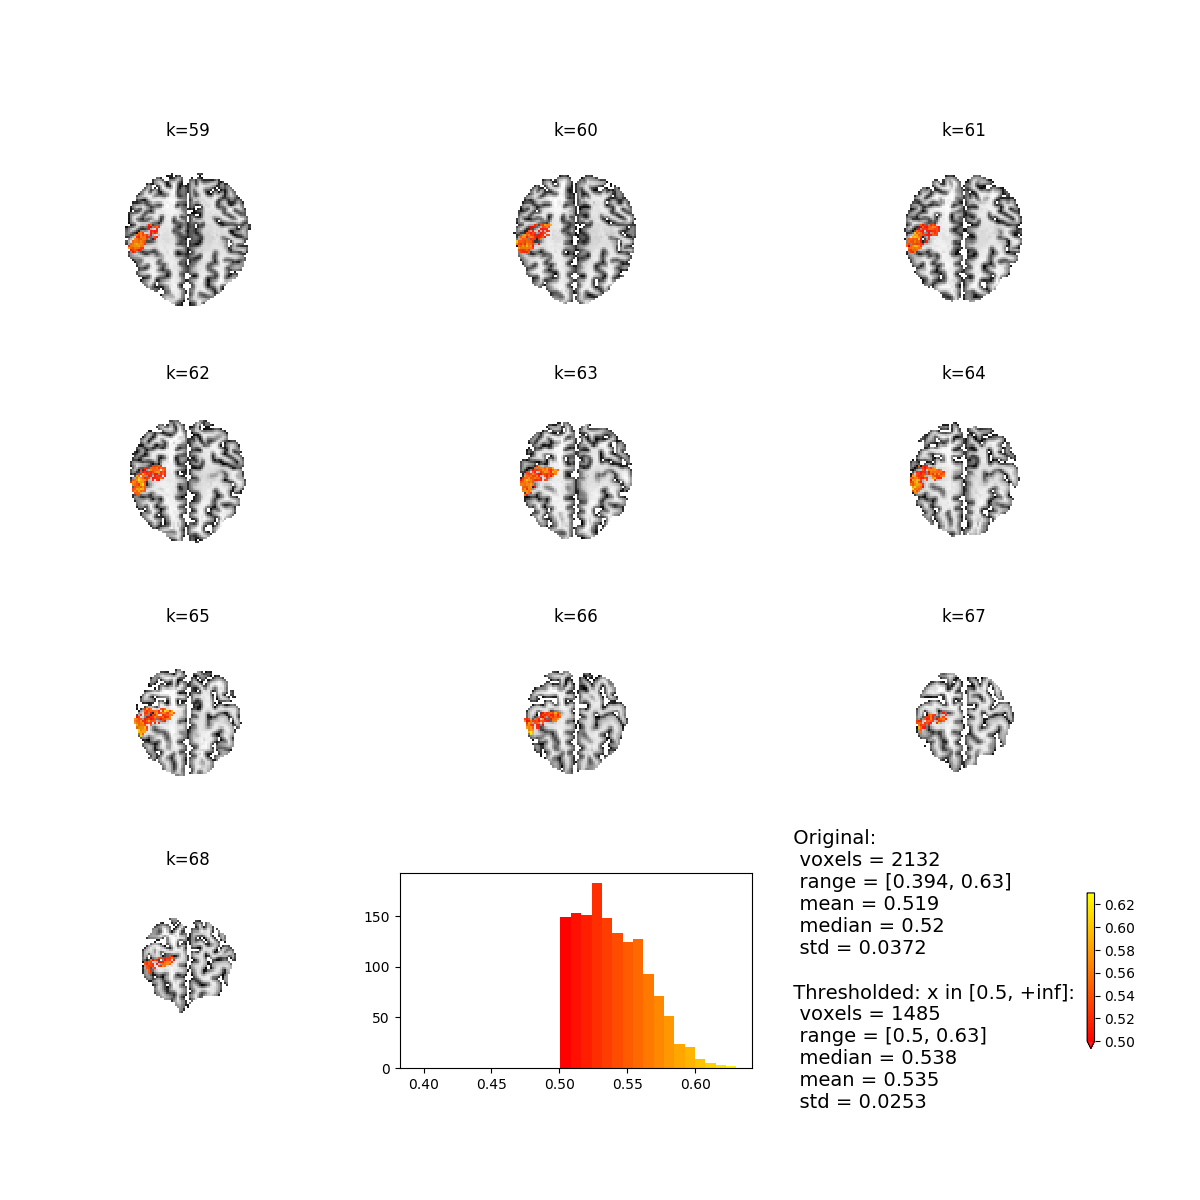 k=59
k=60
k=61
k=62
k=63
k=64
k=65
k=66
k=67
k=68
150
100
50
0
0.40
0.45
0.50
0.55
0.60
Original:
voxels = 2132
range = [0.394, 0.63]
mean = 0.519
median = 0.52
std = 0.0372
Thresholded: x in [0.5, +inf]:
voxels = 1485
range = [0.5, 0.63]
median = 0.538
mean = 0.535
std = 0.0253
0.62
0.60
0.58
0.56
0.54
0.52
0.50